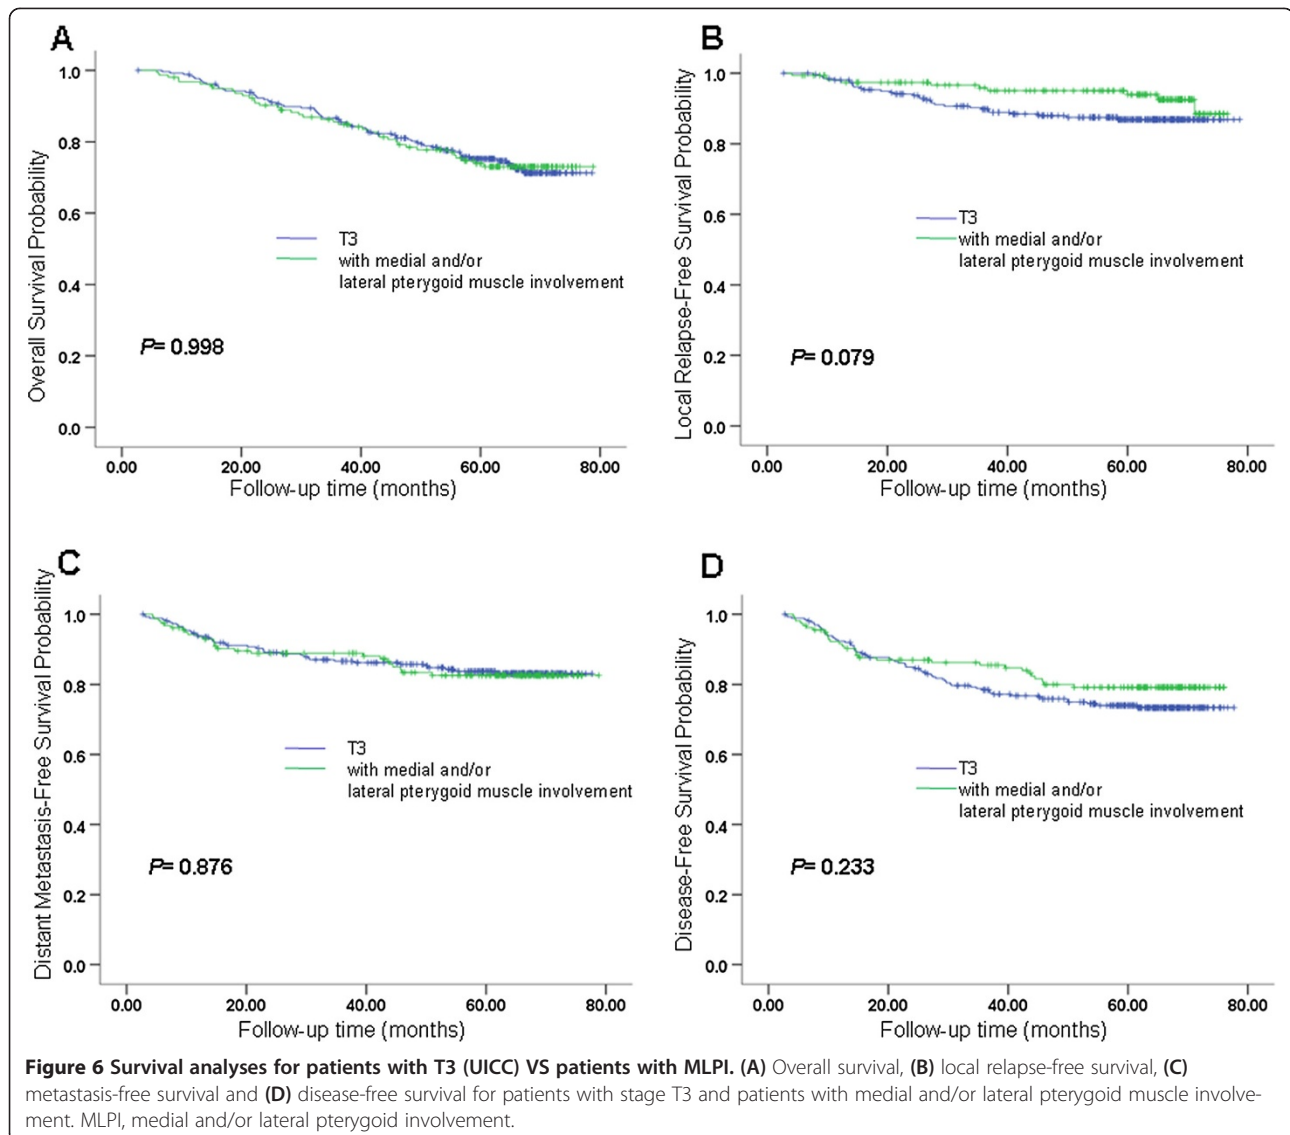 A
Overall Survival Probability
1.0
0.8
0.6
0.4
0.2
0.0
T3
with medial and/or
lateral pterygoid muscle involvement
P= 0.998
0.00 20.00 40.00 60.00 80.00
Follow-up time (months)
B
Local Relapse-Free Survival Probability
1.0
0.8
0.6
0.4
0.2
0.0
T3
with medial and/or
lateral pterygoid muscle involvement
P= 0.079
0.00 20.00 40.00 60.00 80.00
Follow-up time (months)
C
Distant Metastasis-Free Survival Probability
1.0
0.8
0.6
0.4
0.2
0.0
T3
with medial and/or
lateral pterygoid muscle involvement
P= 0.876
0.00 20.00 40.00 60.00 80.00
Follow-up time (months)
D
Disease-Free Survival Probability
1.0
0.8
0.6
0.4
0.2
0.0
T3
with medial and/or
lateral pterygoid muscle involvement
P= 0.233
0.00 20.00 40.00 60.00 80.00
Follow-up time (months)
Figure 6 Survival analyses for patients with T3 (UICC) VS patients with MLPI. (A) Overall survival, (B) local relapse-free survival, (C)
metastasis-free survival and (D) disease-free survival for patients with stage T3 and patients with medial and/or lateral pterygoid muscle involve-
ment. MLPI, medial and/or lateral pterygoid involvement.